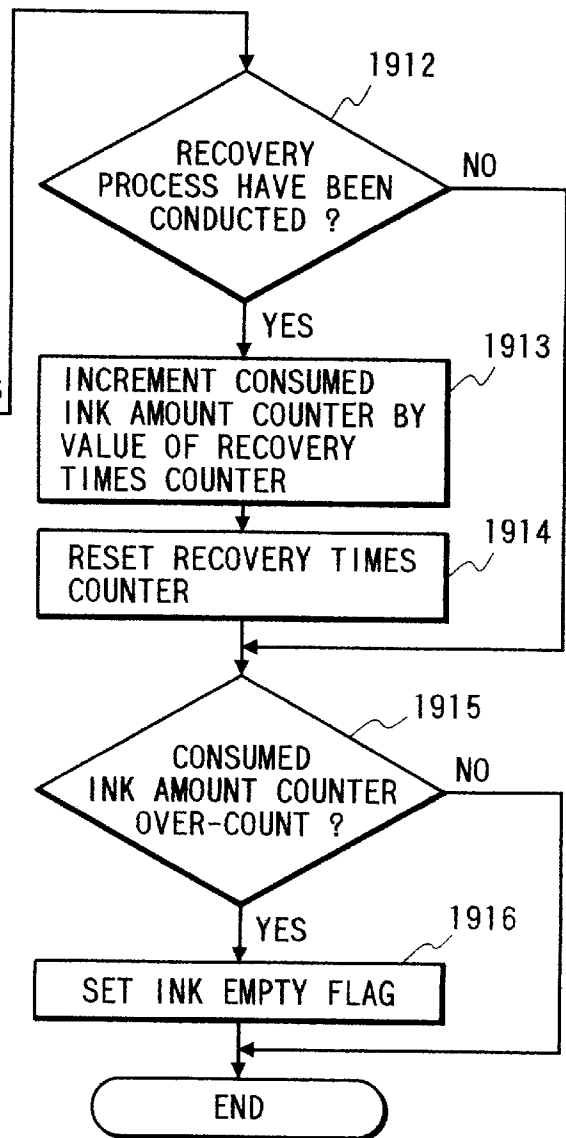 1912
RECOVERY
PROCESS HAVE BEEN
CONDUCTED ?
NO
YES
1913
INCREMENT CONSUMED
INK AMOUNT COUNTER BY
VALUE OF RECOVERY
TIMES COUNTER
1914
RESET RECOVERY TIMES
COUNTER
1915
CONSUMED
INK AMOUNT COUNTER
OVER-COUNT ?
NO
YES
1916
SET INK EMPTY FLAG
END